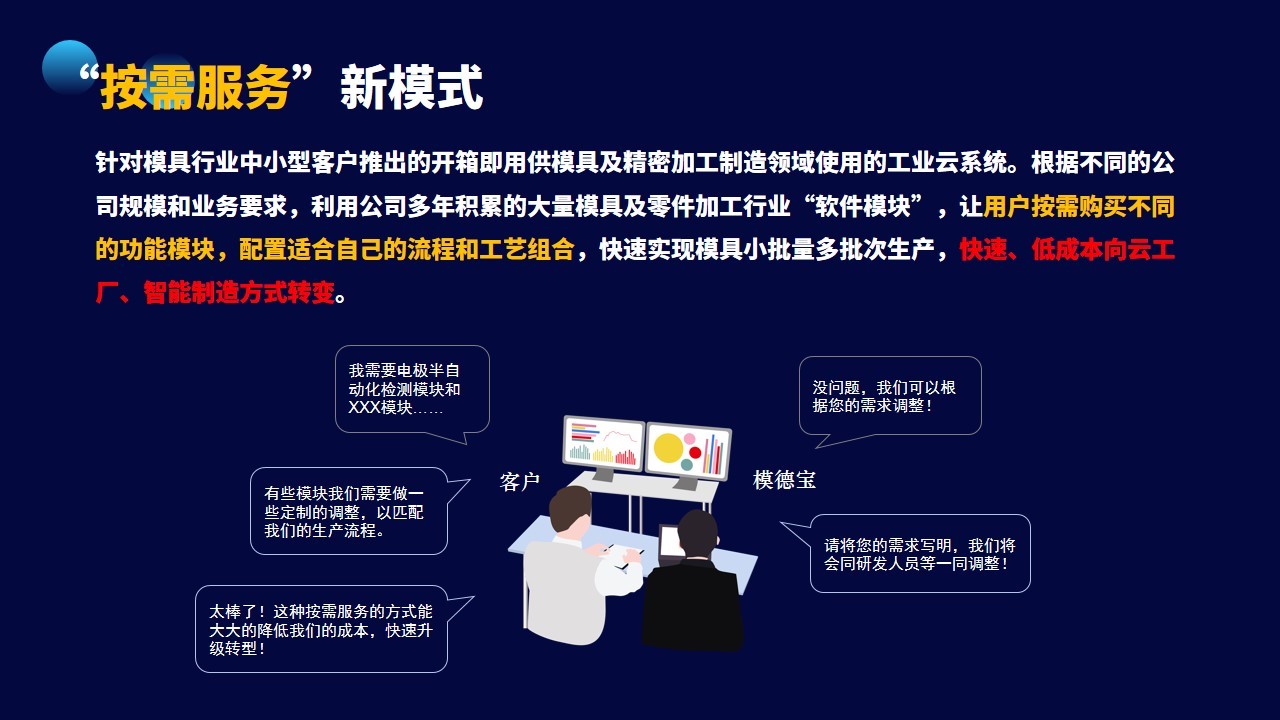 “按需服务”新模式
针对模具行业中小型客户推出的开箱即用供模具及精密加工制造领域使用的工业云系统。根据不同的公
司规模和业务要求，利用公司多年积累的大量模具及零件加工行业“软件模块”，让用户按需购买不同
的功能模块，配置适合自己的流程和工艺组合，快速实现模具小批量多批次生产，快速、低成本向云工
厂、智能制造方式转变。
我需要电极半自
动化检测模块和
XXX模块……
没问题，我们可以根
据您的需求调整！
客户
模德宝
有些模块我们需要做一
些定制的调整，以匹配
我们的生产流程。
请将您的需求写明，我们将
会同研发人员等一同调整！
太棒了！这种按需服务的方式能
大大的降低我们的成本，快速升
级转型！